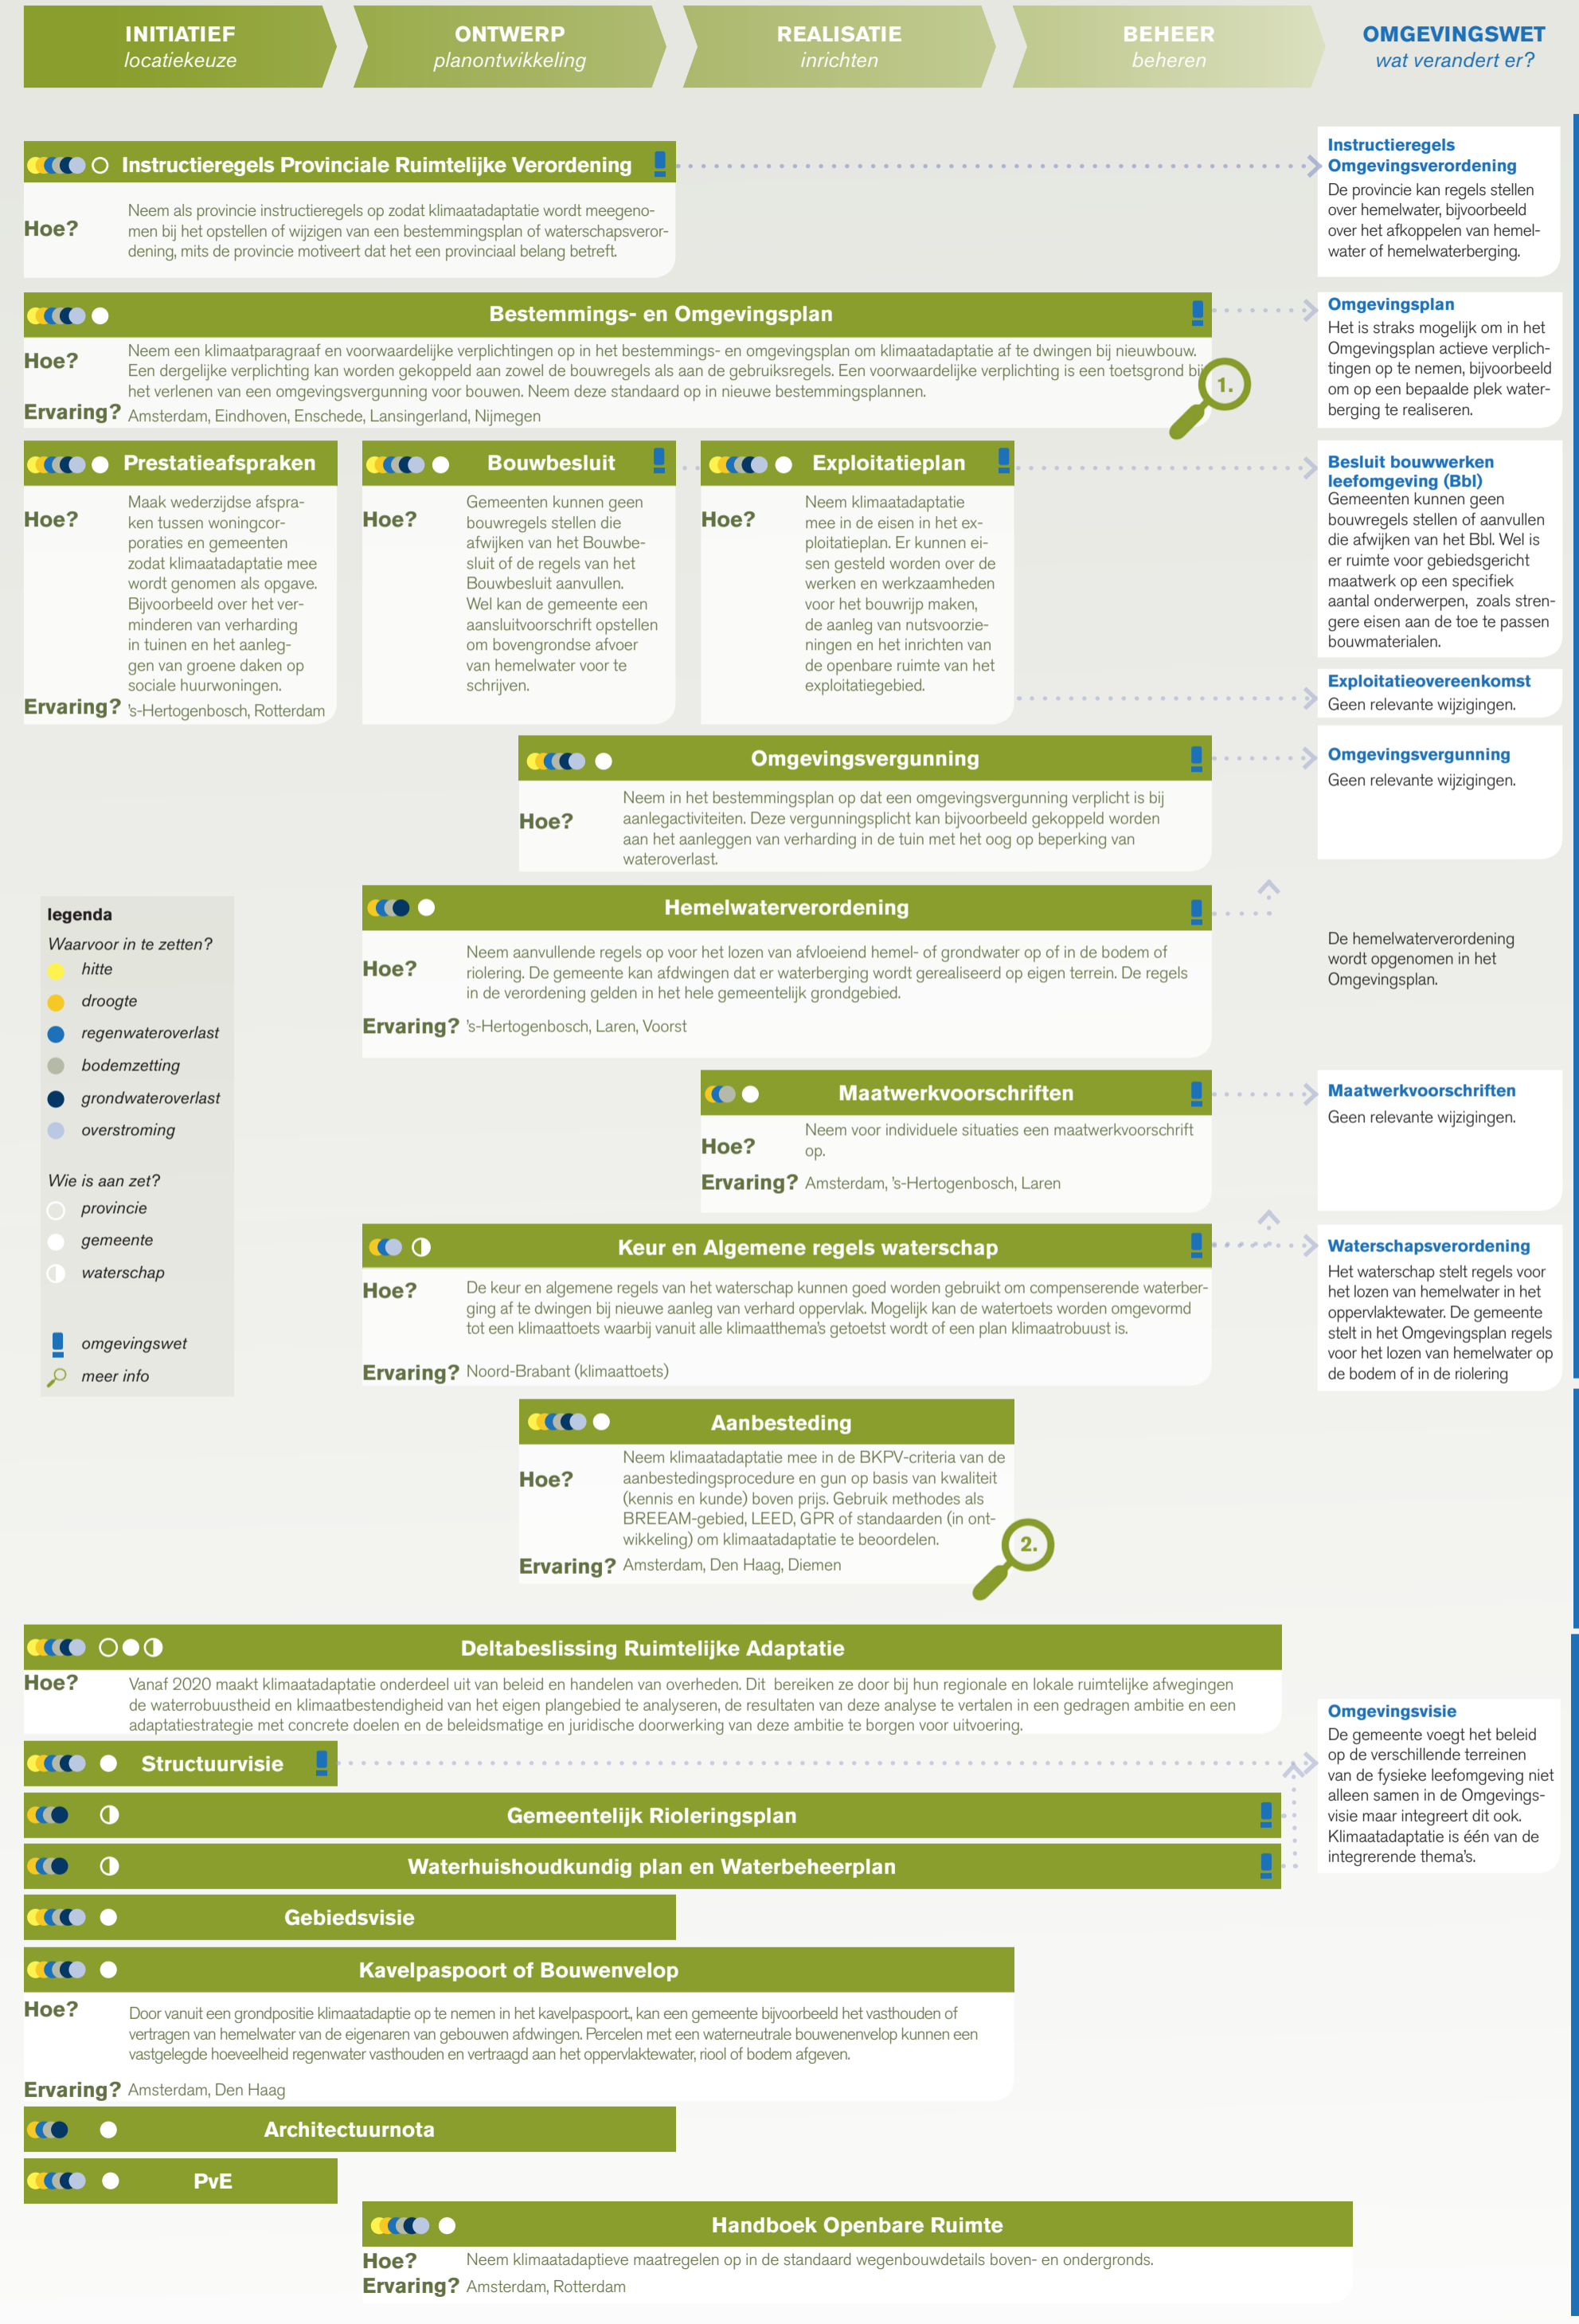 INITIATIEF
locatiekeuze
ONTWERP
planontwikkeling
REALISATIE
inrichten
BEHEER
beheren
OMGEVINGSWET
wat verandert er?
Instructieregels Provinciale Ruimtelijke Verordening
Hoe?
Neem als provincie instructieregels op zodat klimaatadaptatie wordt meegeno-
men bij het opstellen of wijzigen van een bestemmingsplan of waterschapsveror-
dening, mits de provincie motiveert dat het een provinciaal belang betreft.
Instructieregels
Omgevingsverordening
De provincie kan regels stellen
over hemelwater, bijvoorbeeld
over het afkoppelen van hemel-
water of hemelwaterberging.
Bestemmings- en Omgevingsplan
Hoe?
Neem een klimaatparagraaf en voorwaardelijke verplichtingen op in het bestemmings- en omgevingsplan om klimaatadaptatie af te dwingen bij nieuwbouw.
Een dergelijke verplichting kan worden gekoppeld aan zowel de bouwregels als aan de gebruiksregels. Een voorwaardelijke verplichting is een toetsgrond bij
het verlenen van een omgevingsvergunning voor bouwen. Neem deze standaard op in nieuwe bestemmingsplannen.
Ervaring? Amsterdam, Eindhoven, Enschede, Lansingerland, Nijmegen
1.
Omgevingsplan
Het is straks mogelijk om in het
Omgevingsplan actieve verplich-
tingen op te nemen, bijvoorbeeld
om op een bepaalde plek water-
berging te realiseren.
Prestatieafspraken
Hoe?
Maak wederzijdse afspra-
ken tussen woningcor-
poraties en gemeenten
zodat klimaatadaptatie mee
wordt genomen als opgave.
Bijvoorbeeld over het ver-
minderen van verharding
in tuinen en het aanleg-
gen van groene daken op
sociale huurwoningen.
Ervaring? 's-Hertogenbosch, Rotterdam
Bouwbesluit
Hoe?
Gemeenten kunnen geen
bouwregels stellen die
afwijken van het Bouwbe-
sluit of de regels van het
Bouwbesluit aanvullen.
Wel kan de gemeente een
aansluitvoorschrift opstellen
om bovengrondse afvoer
van hemelwater voor te
schrijven.
Exploitatieplan
Hoe?
Neem klimaatadaptatie
mee in de eisen in het ex-
ploitatieplan. Er kunnen ei-
sen gesteld worden over de
werken en werkzaamheden
voor het bouwrijp maken,
de aanleg van nutsvoorzie-
ningen en het inrichten van
de openbare ruimte van het
exploitatiegebied.
Besluit bouwwerken
leefomgeving (Bbl)
Gemeenten kunnen geen
bouwregels stellen of aanvullen
die afwijken van het Bbl. Wel is
er ruimte voor gebiedsgericht
maatwerk op een specifiek
aantal onderwerpen, zoals stren-
gere eisen aan de toe te passen
bouwmaterialen.
Exploitatieovereenkomst
Geen relevante wijzigingen.
Omgevingsvergunning
Hoe?
Neem in het bestemmingsplan op dat een omgevingsvergunning verplicht is bij
aanlegactiviteiten. Deze vergunningsplicht kan bijvoorbeeld gekoppeld worden
aan het aanleggen van verharding in de tuin met het oog op beperking van
wateroverlast.
Omgevingsvergunning
Geen relevante wijzigingen.
legenda
Waarvoor in te zetten?
hitte
droogte
regenwateroverlast
bodemzetting
grondwateroverlast
overstroming
Wie is aan zet?
provincie
gemeente
waterschap
omgevingswet
meer info
Hemelwaterverordening
Hoe?
Neem aanvullende regels op voor het lozen van afvloeiend hemel- of grondwater op of in de bodem of
riolering. De gemeente kan afdwingen dat er waterberging wordt gerealiseerd op eigen terrein. De regels
in de verordening gelden in het hele gemeentelijk grondgebied.
Ervaring? 's-Hertogenbosch, Laren, Voorst
De hemelwaterverordening
wordt opgenomen in het
Omgevingsplan.
Maatwerkvoorschriften
Hoe?
Neem voor individuele situaties een maatwerkvoorschrift
op.
Ervaring? Amsterdam, 's-Hertogenbosch, Laren
Maatwerkvoorschriften
Geen relevante wijzigingen.
Keur en Algemene regels waterschap
Hoe?
De keur en algemene regels van het waterschap kunnen goed worden gebruikt om compenserende waterber-
ging af te dwingen bij nieuwe aanleg van verhard oppervlak. Mogelijk kan de watertoets worden omgevormd
tot een klimaattoets waarbij vanuit alle klimaatthema's getoetst wordt of een plan klimaatrobuust is.
Ervaring? Noord-Brabant (klimaattoets)
Waterschapsverordening
Het waterschap stelt regels voor
het lozen van hemelwater in het
oppervlaktewater. De gemeente
stelt in het Omgevingsplan regels
voor het lozen van hemelwater op
de bodem of in de riolering
Aanbesteding
Hoe?
Neem klimaatadaptatie mee in de BKPV-criteria van de
aanbestedingsprocedure en gun op basis van kwaliteit
(kennis en kunde) boven prijs. Gebruik methodes als
BREEAM-gebied, LEED, GPR of standaarden (in ont-
wikkeling) om klimaatadaptatie te beoordelen.
Ervaring? Amsterdam, Den Haag, Diemen
2.
Deltabeslissing Ruimtelijke Adaptatie
Hoe?
Vanaf 2020 maakt klimaatadaptatie onderdeel uit van beleid en handelen van overheden. Dit bereiken ze door bij hun regionale en lokale ruimtelijke afwegingen
de waterrobuustheid en klimaatbestendigheid van het eigen plangebied te analyseren, de resultaten van deze analyse te vertalen in een gedragen ambitie en een
adaptatiestrategie met concrete doelen en de beleidsmatige en juridische doorwerking van deze ambitie te borgen voor uitvoering.
Structuurvisie
Omgevingsvisie
De gemeente voegt het beleid
op de verschillende terreinen
van de fysieke leefomgeving niet
alleen samen in de Omgevings-
visie maar integreert dit ook.
Klimaatadaptatie is één van de
integrerende thema's.
Gemeentelijk Rioleringsplan
Waterhuishoudkundig plan en Waterbeheerplan
Gebiedsvisie
Kavelpaspoort of Bouwenvelop
Hoe?
Door vanuit een grondpositie klimaatadaptie op te nemen in het kavelpaspoort, kan een gemeente bijvoorbeeld het vasthouden of
vertragen van hemelwater van de eigenaren van gebouwen afdwingen. Percelen met een waterneutrale bouwenenvelop kunnen een
vastgelegde hoeveelheid regenwater vasthouden en vertraagd aan het oppervlaktewater, riool of bodem afgeven.
Ervaring? Amsterdam, Den Haag
Architectuurnota
PvE
Handboek Openbare Ruimte
Hoe? Neem klimaatadaptieve maatregelen op in de standaard wegenbouwdetails boven- en ondergronds.
Ervaring? Amsterdam, Rotterdam